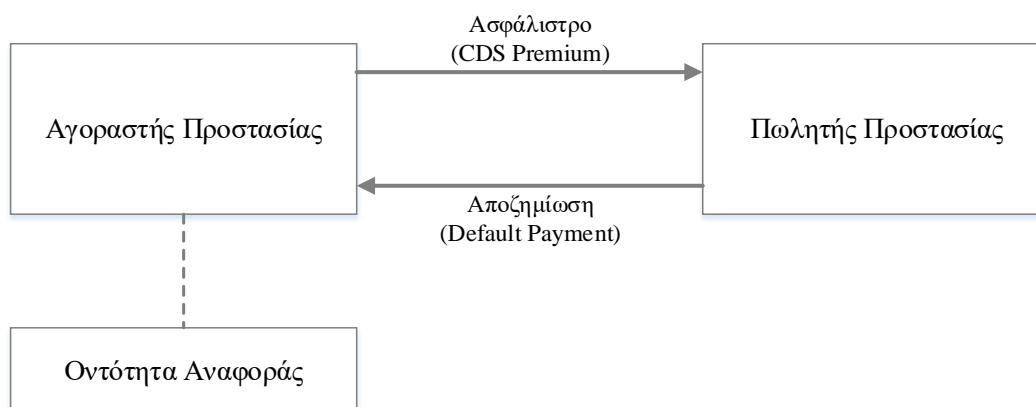 Ασφάλιστρο
(CDS Premium)
Αγοραστής Προστασίας
Πωλητής Προστασίας
Αποζημίωση
(Default Payment)
Οντότητα Αναφοράς